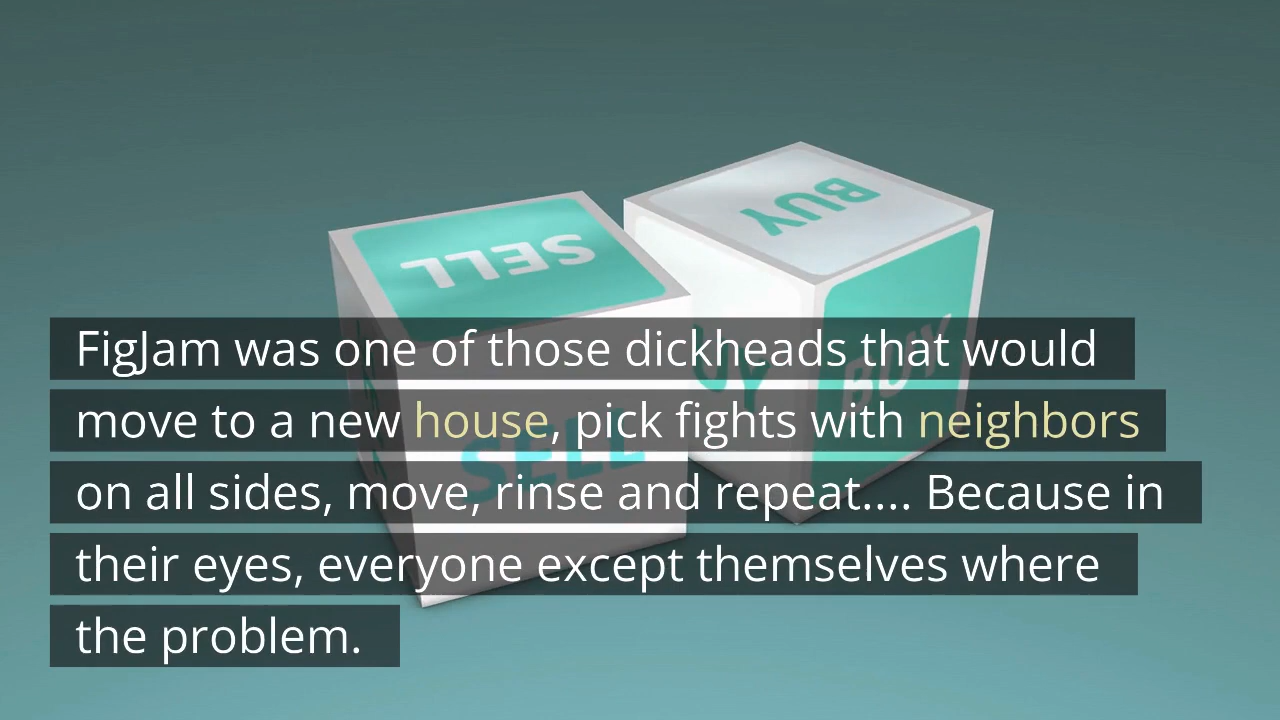 SELL
BUY
BUY
UY
SELL
FigJam was one of those dickheads that would
move to a new house, pick fights with neighbors
on all sides, move, rinse and repeat.... Because in
their eyes, everyone except themselves where
the problem.